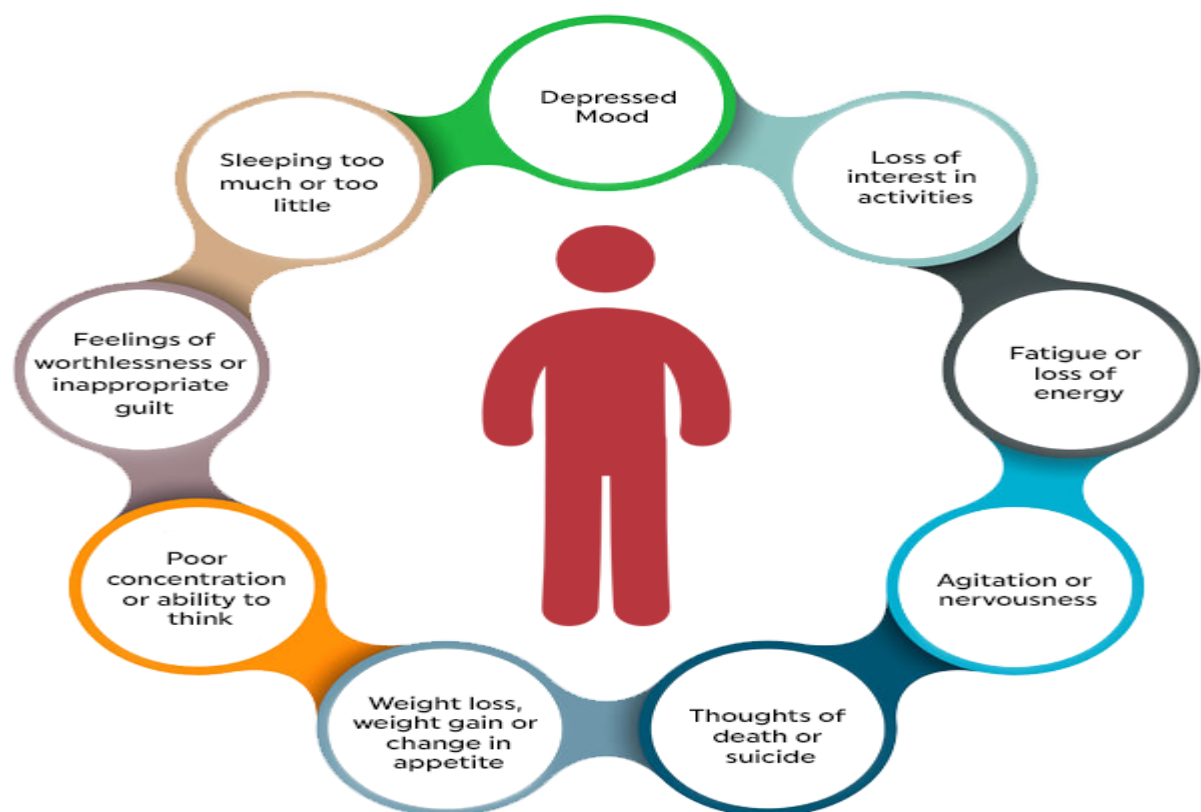 Depressed
Mood
Loss of
interest in
activities
Fatigue or
loss of
energy
Agitation or
nervousness
Thoughts of
death or
suicide
Weight loss,
weight gain or
change in
appetite
Poor
concentration
or ability to
think
Feelings of
worthlessness or
inappropriate
guilt
Sleeping too
much or too
little